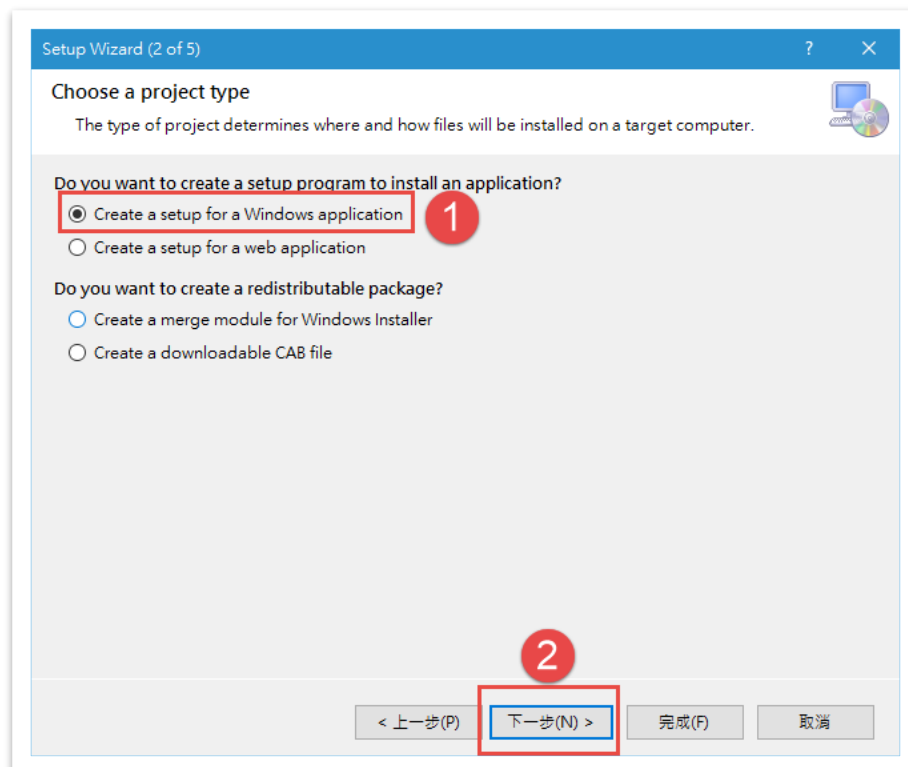 Setup Wizard (2 of 5)
Choose a project type
The type of project determines where and how files will be installed on a target computer.
Do you want to create a setup program to install an application?
Create a setup for a Windows application
1
Create a setup for a web application
Do you want to create a redistributable package?
Create a merge module for Windows Installer
Create a downloadable CAB file
2
< 上一步(P) 下一步(N) > 完成(F) 取消